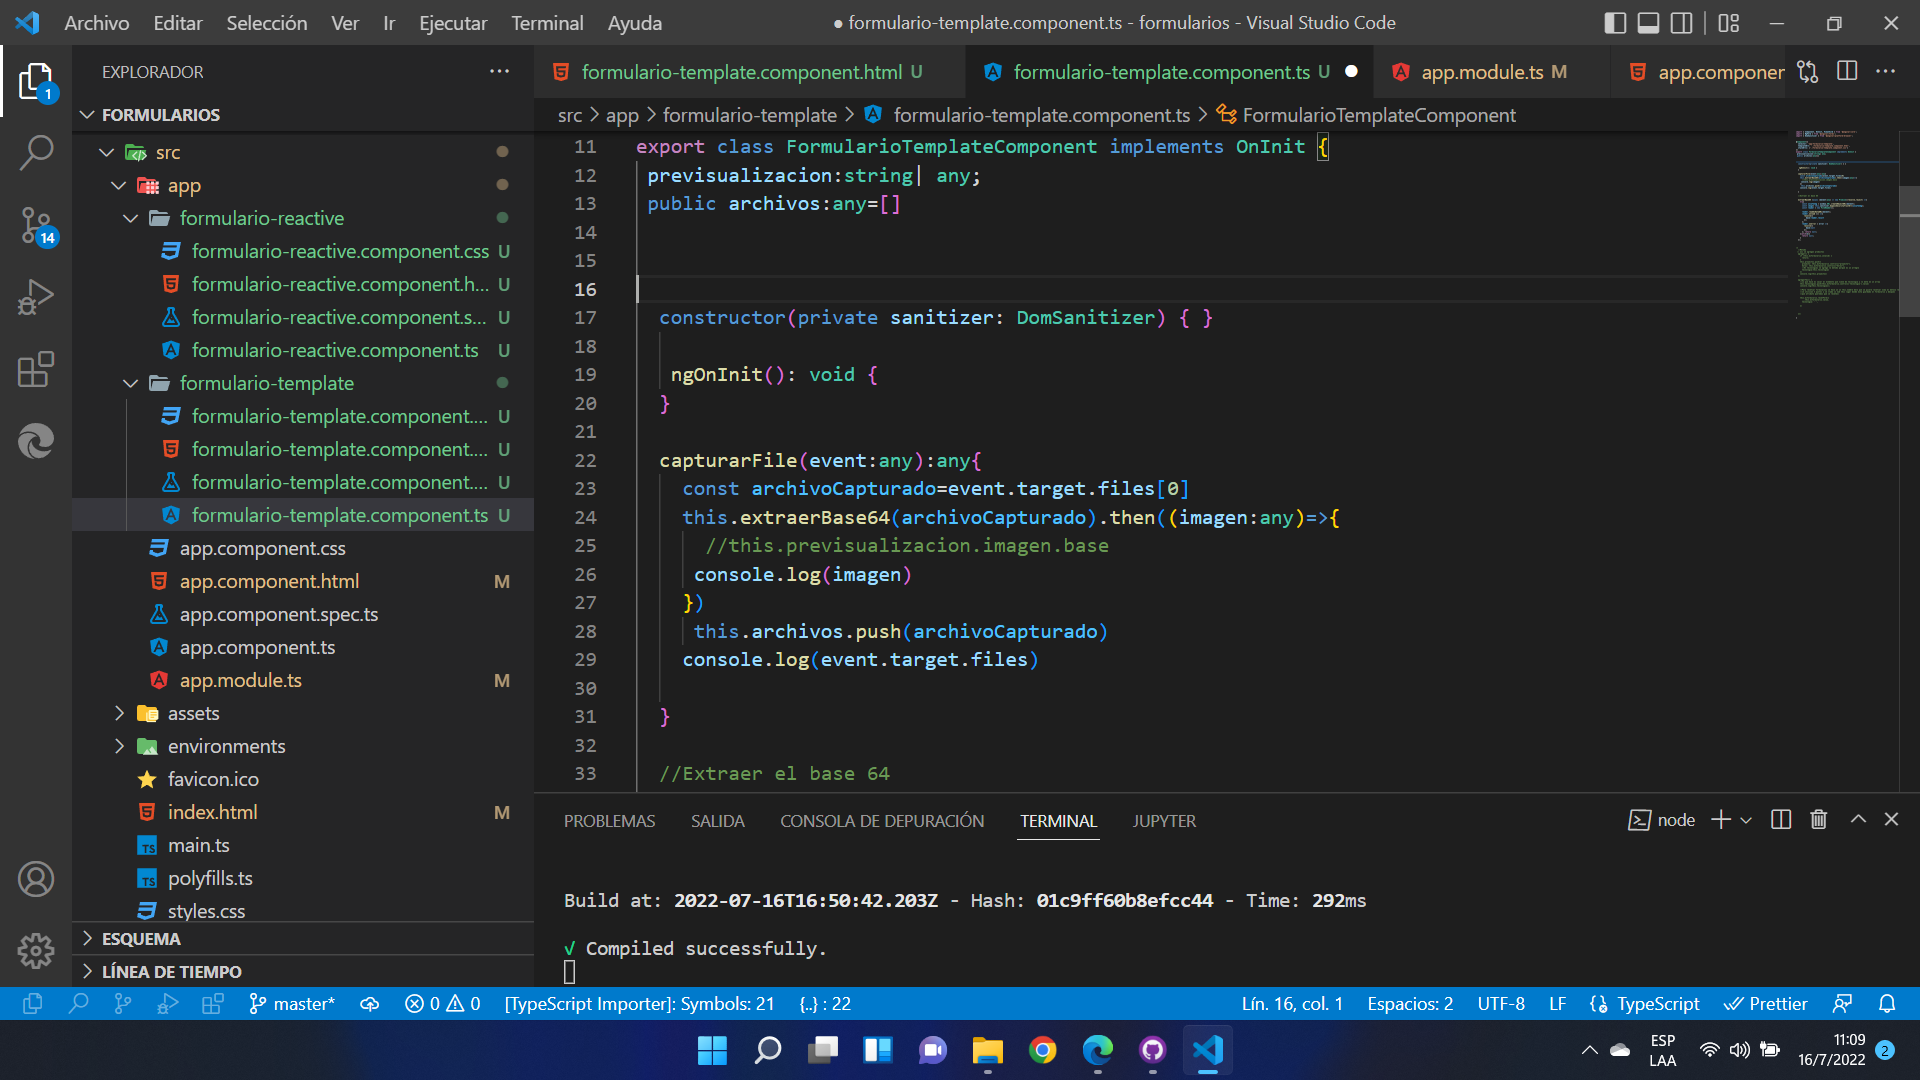 Archivo Editar Selección Ver Ir Ejecutar Terminal Ayuda
● formulario-template.component.ts - formularios - Visual Studio Code
EXPLORADOR
FORMULARIOS
src
app
formulario-reactive
formulario-reactive.component.css U
formulario-reactive.component.h... U
formulario-reactive.component.s... U
formulario-reactive.component.ts U
formulario-template
formulario-template.component.... U
formulario-template.component.... U
formulario-template.component.... U
formulario-template.component.ts U
app.component.css
app.component.html M
app.component.spec.ts
app.component.ts
app.module.ts M
assets
environments
favicon.ico
index.html M
main.ts
polyfills.ts
styles.css
ESQUEMA
LÍNEA DE TIEMPO
1
14
formulario-template.component.html U
formulario-template.component.ts U
app.module.ts M
app.componen
src > app > formulario-template > formulario-template.component.ts > FormularioTemplateComponent
11 export class FormularioTemplateComponent implements OnInit {
12 previsualizacion:string| any;
13 public archivos:any=[]
14
15
16
17 constructor(private sanitizer: DomSanitizer) { }
18
19 ngOnInit(): void {
20 }
21
22 capturarFile(event:any):any{
23 const archivoCapturado=event.target.files[0]
24 this.extraerBase64(archivoCapturado).then((imagen:any)=>{
25 //this.previsualizacion.imagen.base
26 console.log(imagen)
27 })
28 this.archivos.push(archivoCapturado)
29 console.log(event.target.files)
30
31 }
32
33 //Extraer el base 64
PROBLEMAS SALIDA CONSOLA DE DEPURACIÓN TERMINAL JUPYTER
node
Build at: 2022-07-16T16:50:42.203Z - Hash: 01c9ff60b8efcc44 - Time: 292ms
√ Compiled successfully.
master* 0 0 [TypeScript Importer]: Symbols: 21 {..} : 22
Lín. 16, col. 1 Espacios: 2 UTF-8 LF TypeScript Prettier
ESP
LAA
11:09
16/7/2022
2